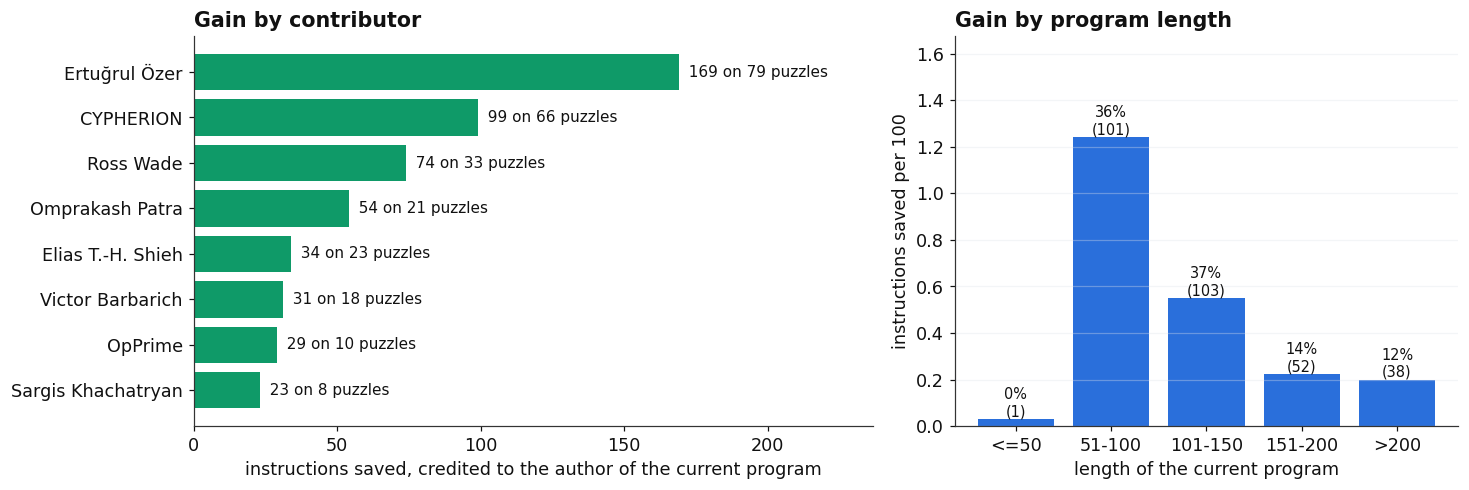 Gain by contributor
Ertuğrul Özer
169 on 79 puzzles
CYPHERION
99 on 66 puzzles
Ross Wade
74 on 33 puzzles
Omprakash Patra
54 on 21 puzzles
Elias T.-H. Shieh
34 on 23 puzzles
Victor Barbarich
31 on 18 puzzles
OpPrime
29 on 10 puzzles
Sargis Khachatryan
23 on 8 puzzles
0 50 100 150 200
instructions saved, credited to the author of the current program
Gain by program length
instructions saved per 100
1.6
1.4
1.2
1.0
0.8
0.6
0.4
0.2
0.0
0%
(1)
36%
(101)
37%
(103)
14%
(52)
12%
(38)
<=50 51-100 101-150 151-200 >200
length of the current program